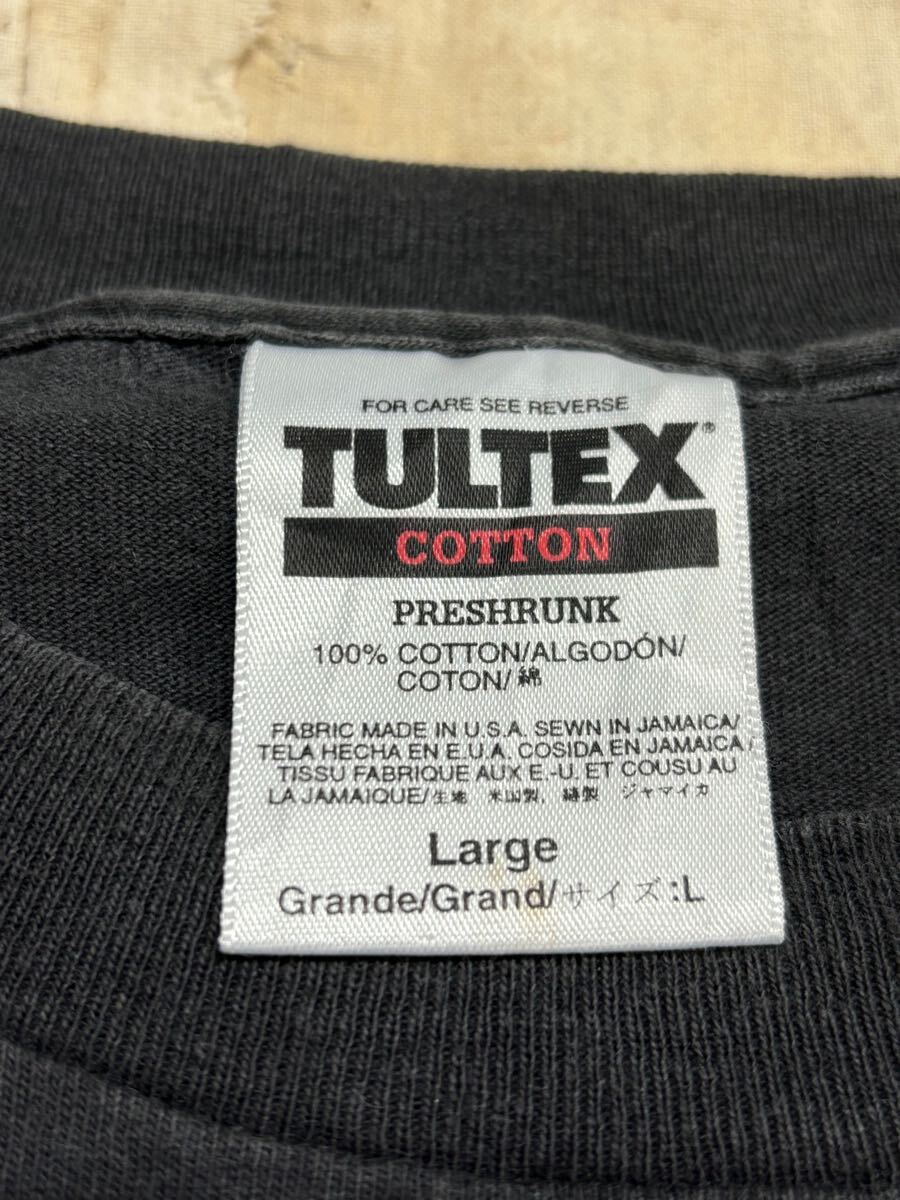 FOR CARE SEE REVERSE
TULTEX®
COTTON
PRESHRUNK
100% COTTON/ALGODÓN/
COTON/綿
FABRIC MADE IN U.S.A. SEWN IN JAMAICA/
TELA HECHA EN E.U.A. COSIDA EN JAMAICA/
TISSU FABRIQUE AUX E.-U. ET COUSU AU
LA JAMAIQUE/生地 米国製, 縫製 ジャマイカ
Large
Grande/Grand/サイズ:L